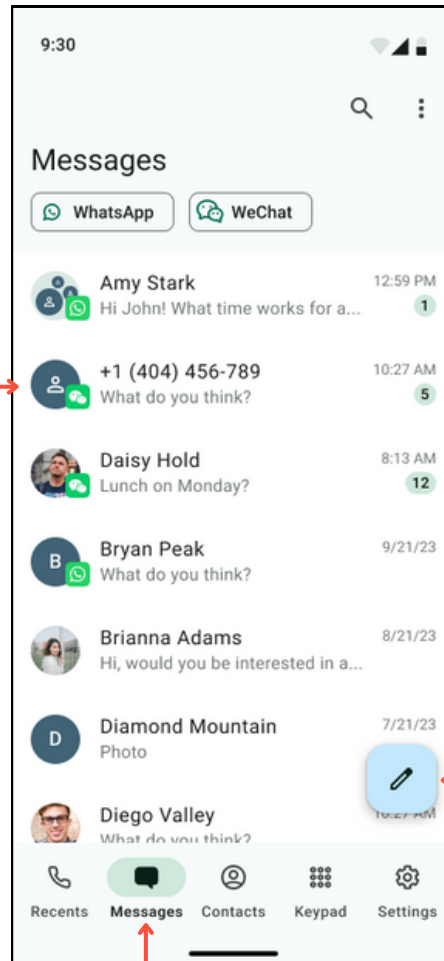 9:30
Messages
WhatsApp
WeChat
Amy Stark
12:59 PM
Hi John! What time works for a...
1
+1 (404) 456-789
10:27 AM
What do you think?
5
Daisy Hold
8:13 AM
Lunch on Monday?
12
B
Bryan Peak
9/21/23
What do you think?
Brianna Adams
8/21/23
Hi, would you be interested in a...
D
Diamond Mountain
7/21/23
Photo
Diego Valley
10:27 AM
What do you think?
Recents
Messages
Contacts
Keypad
Settings